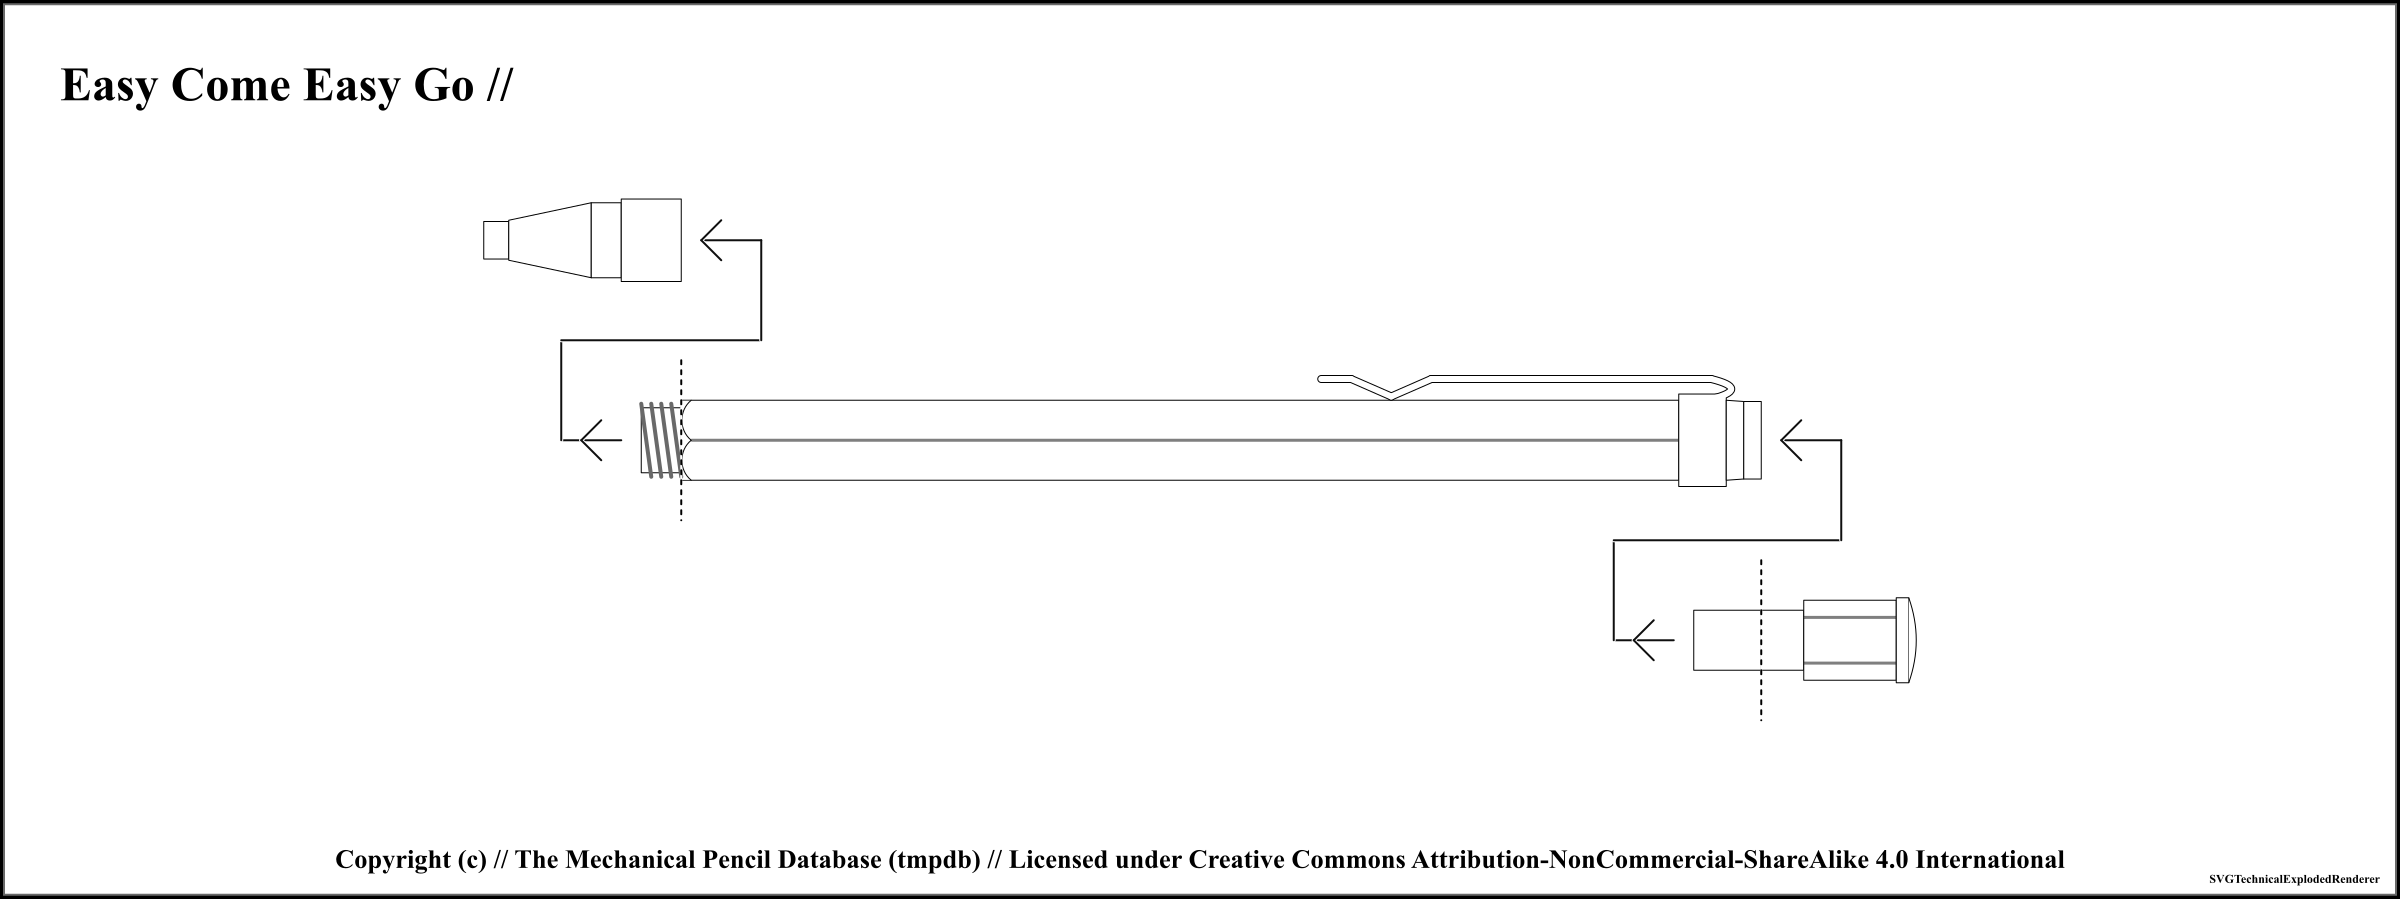 Easy Come Easy Go //
Copyright (c) // The Mechanical Pencil Database (tmpdb) // Licensed under Creative Commons Attribution-NonCommercial-ShareAlike 4.0 International
SVGTechnicalExplodedRenderer